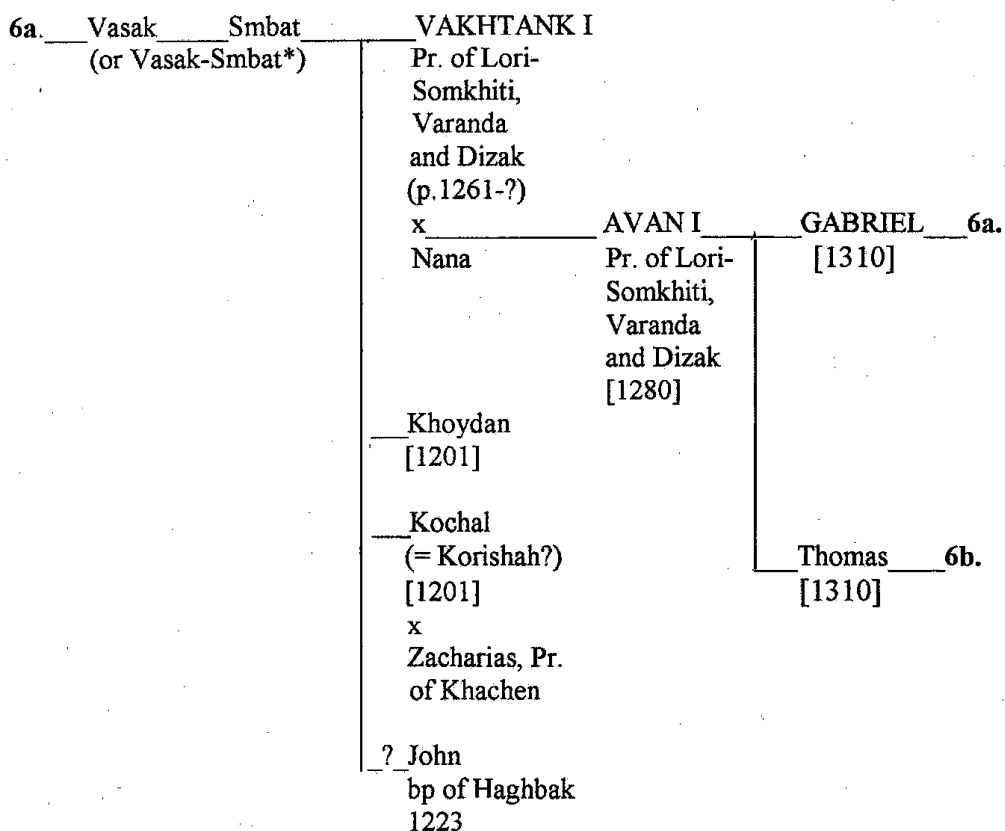 6a. Vasak Smbat VAKHTANK I
(or Vasak-Smbat*)
Pr. of Lori-
Somkhiti,
Varanda
and Dizak
(p.1261-?)
x AVAN I GABRIEL 6a.
Nana
Pr. of Lori-
Somkhiti,
Varanda
and Dizak
[1280]
[1310]
Khoydan
[1201]
Kochal
(= Korishah?)
[1201]
x
Zacharias, Pr.
of Khachen
Thomas 6b.
[1310]
? John
bp of Haghbak
1223